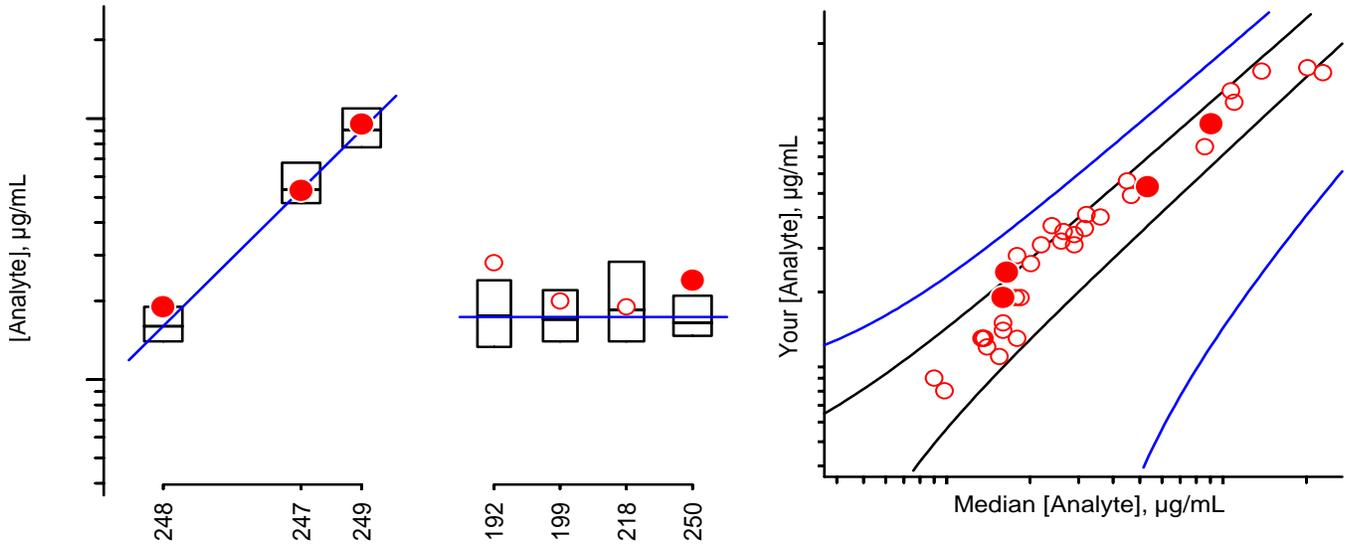 [Analyte], µg/mL
248
247
249
192
199
218
250
Your [Analyte], µg/mL
Median [Analyte], µg/mL